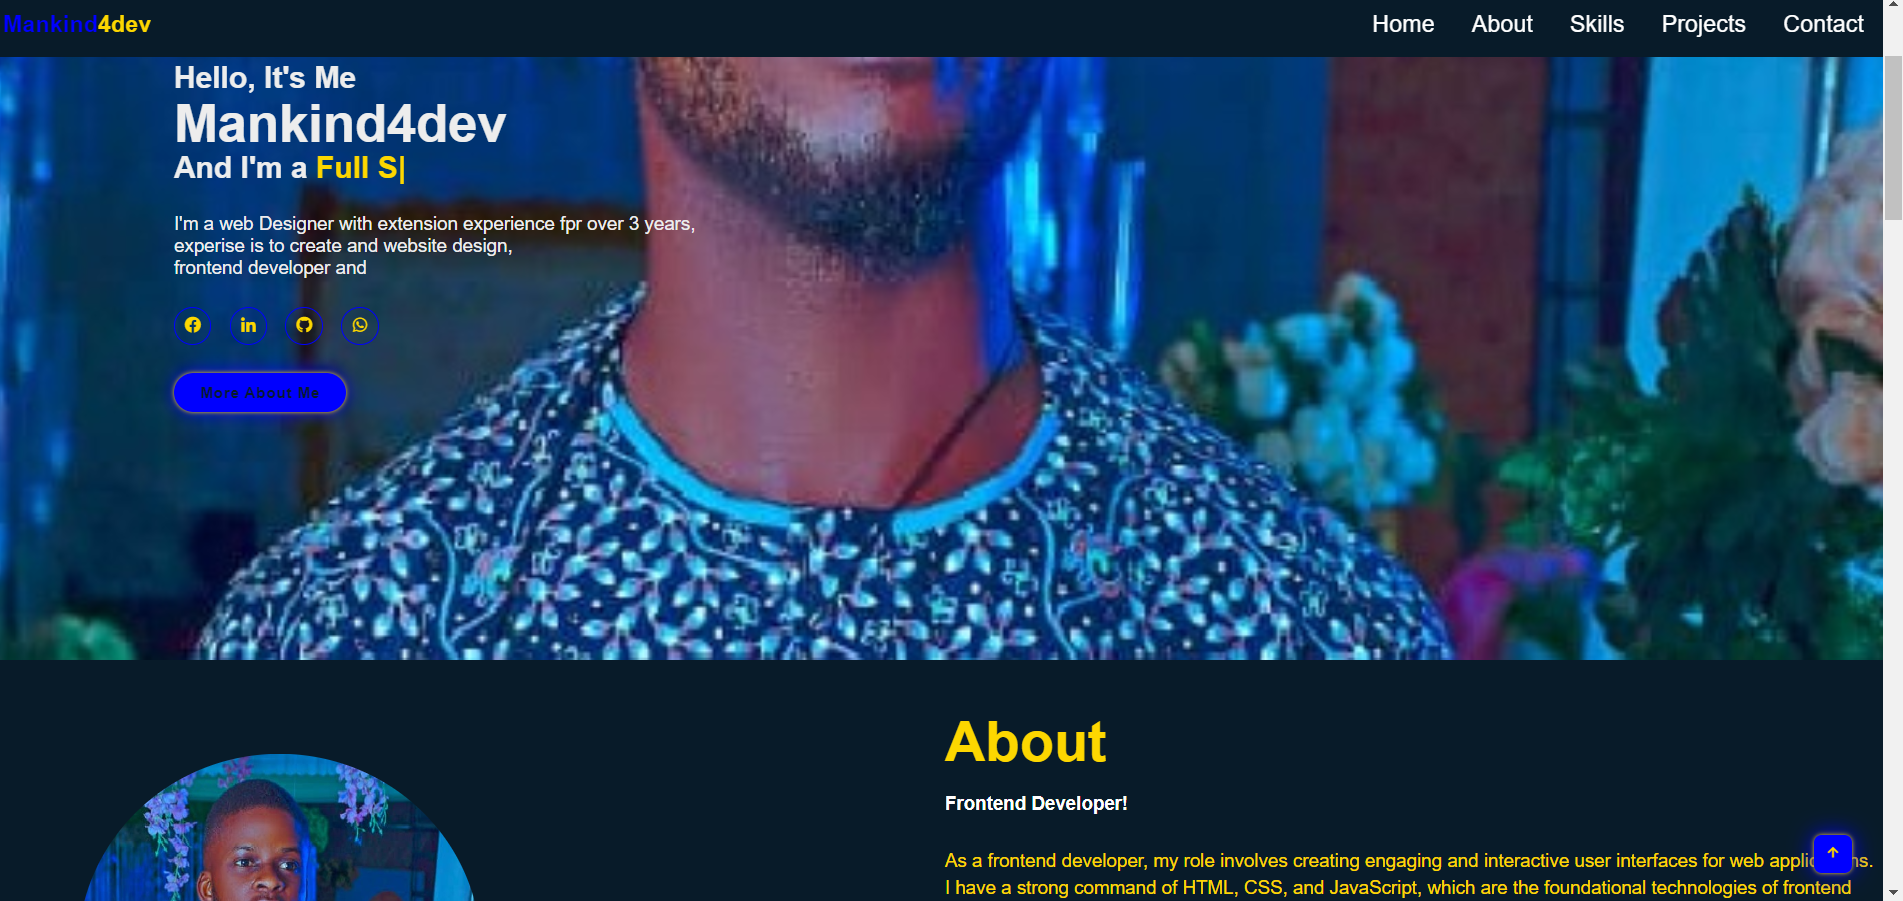 Mankind4dev
Home About Skills Projects Contact
Hello, It's Me
Mankind4dev
And I'm a Full S|
I'm a web Designer with extension experience fpr over 3 years,
experise is to create and website design,
frontend developer and
More About Me
About
Frontend Developer!
As a frontend developer, my role involves creating engaging and interactive user interfaces for web
I have a strong command of HTML, CSS, and JavaScript, which are the foundational technologies of frontend